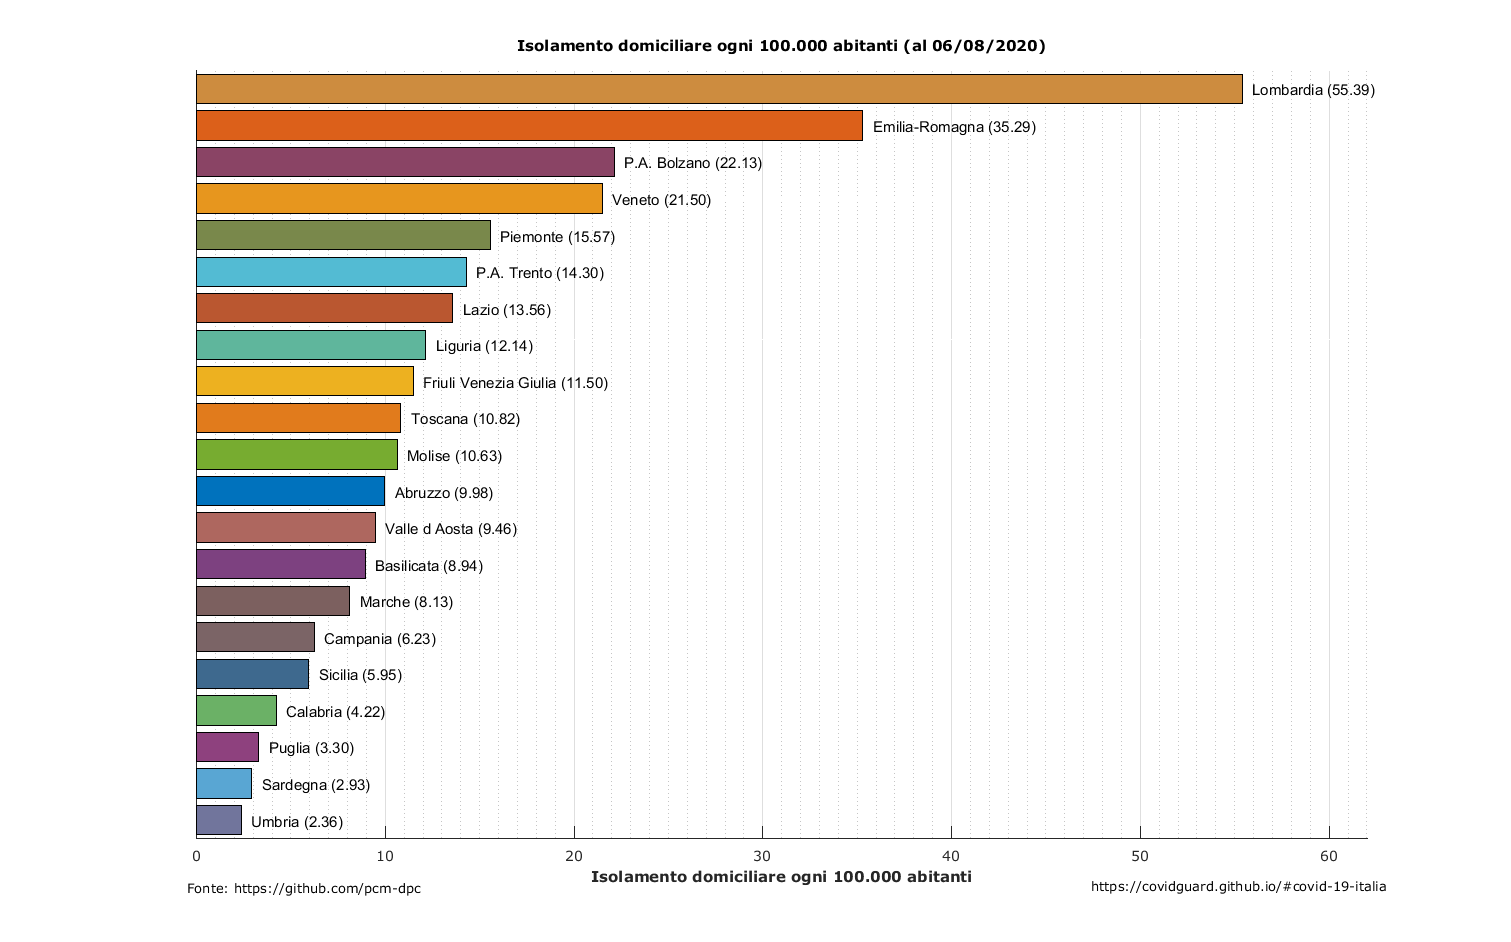 Isolamento domiciliare ogni 100.000 abitanti (al 06/08/2020)
Lombardia (55.39)
Emilia-Romagna (35.29)
P.A. Bolzano (22.13)
Veneto (21.50)
Piemonte (15.57)
P.A. Trento (14.30)
Lazio (13.56)
Liguria (12.14)
Friuli Venezia Giulia (11.50)
Toscana (10.82)
Molise (10.63)
Abruzzo (9.98)
Valle d Aosta (9.46)
Basilicata (8.94)
Marche (8.13)
Campania (6.23)
Sicilia (5.95)
Calabria (4.22)
Puglia (3.30)
Sardegna (2.93)
Umbria (2.36)
0 10 20 30 40 50 60
Isolamento domiciliare ogni 100.000 abitanti
Fonte: https://github.com/pcm-dpc
https://covidguard.github.io/#covid-19-italia